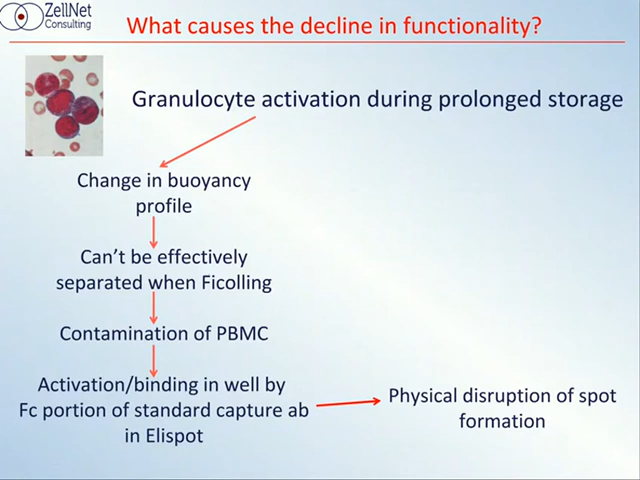 ZellNet
Consulting
What causes the decline in functionality?
Granulocyte activation during prolonged storage
Change in buoyancy
profile
Can't be effectively
separated when Ficolling
Contamination of PBMC
Activation/binding in well by
Fc portion of standard capture ab
in Elispot
Physical disruption of spot
formation